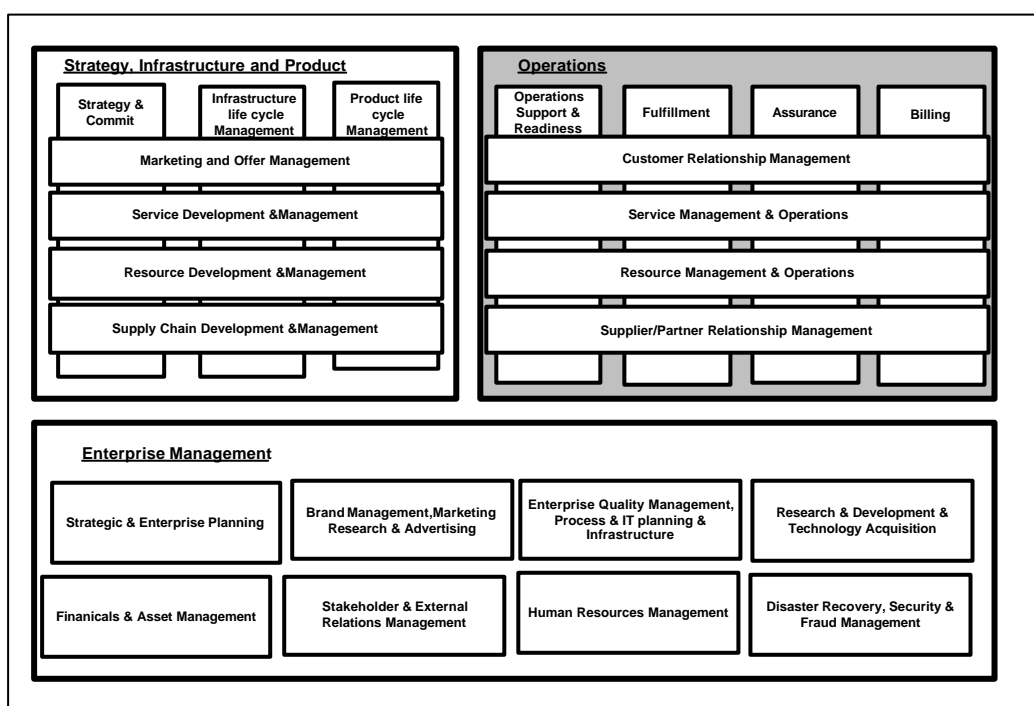 Strategy, Infrastructure and Product
Strategy &
Commit
Infrastructure
life cycle
Management
Product life
cycle
Management
Marketing and Offer Management
Service Development &Management
Resource Development &Management
Supply Chain Development &Management
Operations
Operations
Support &
Readiness
Fulfillment
Assurance
Billing
Customer Relationship Management
Service Management & Operations
Resource Management & Operations
Supplier/Partner Relationship Management
Enterprise Management
Strategic & Enterprise Planning
Brand Management,Marketing
Research & Advertising
Enterprise Quality Management,
Process & IT planning &
Infrastructure
Research & Development &
Technology Acquisition
Finanicals & Asset Management
Stakeholder & External
Relations Management
Human Resources Management
Disaster Recovery, Security &
Fraud Management